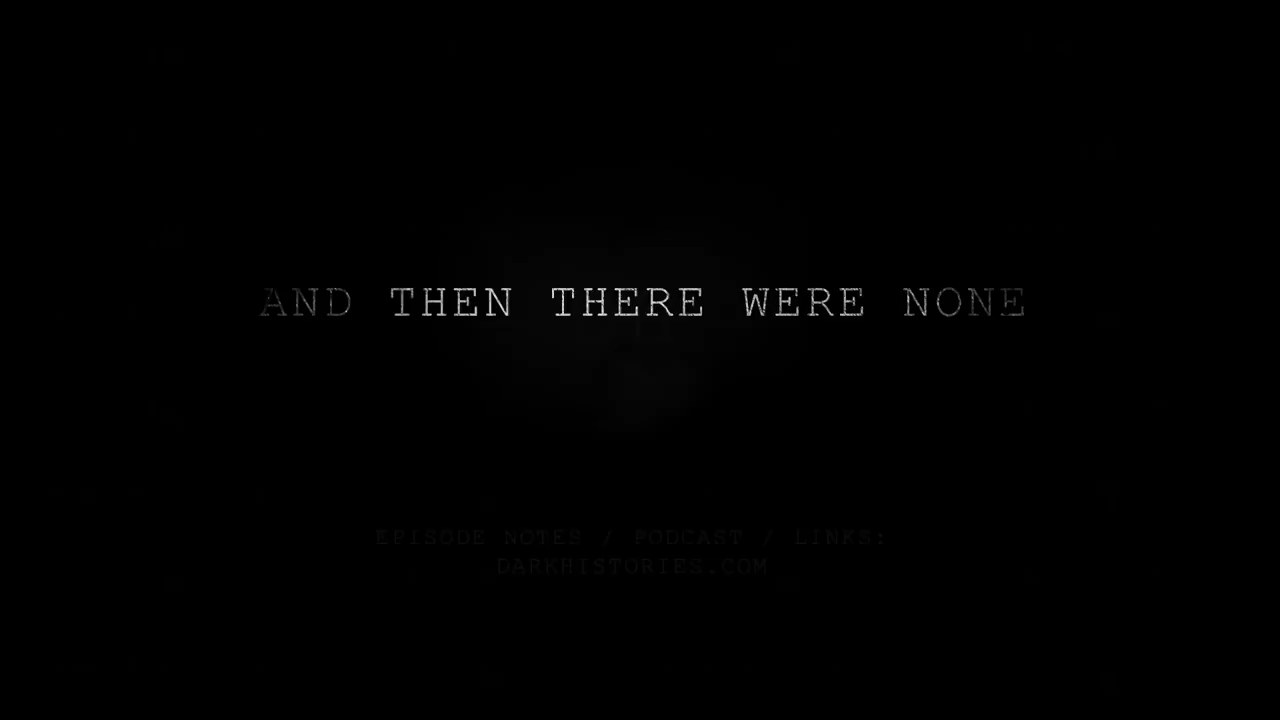 AND THEN THERE WERE NONE
EPISODE NOTES / PODCAST / LINKS:
DARKHISTORIES.COM